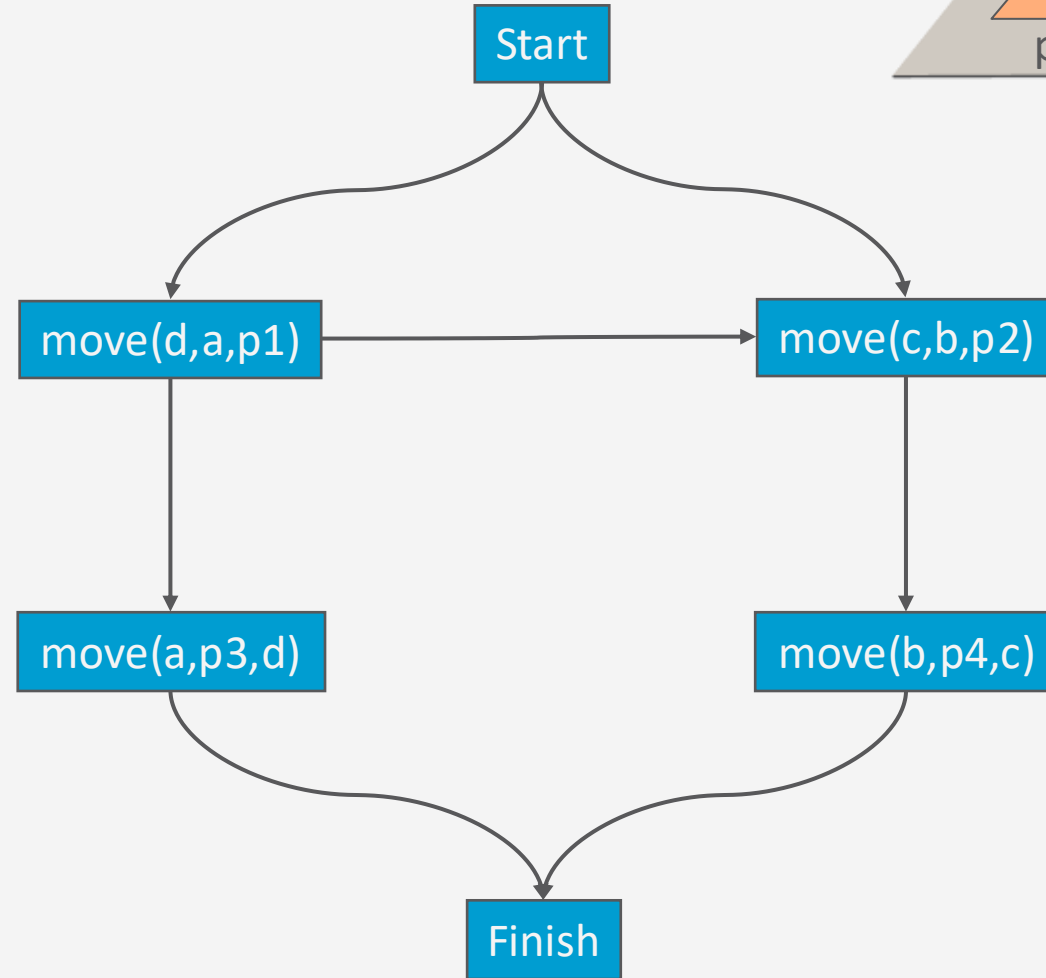 Start
move(d,a,p1)
move(c,b,p2)
move(a,p3,d)
move(b,p4,c)
Finish